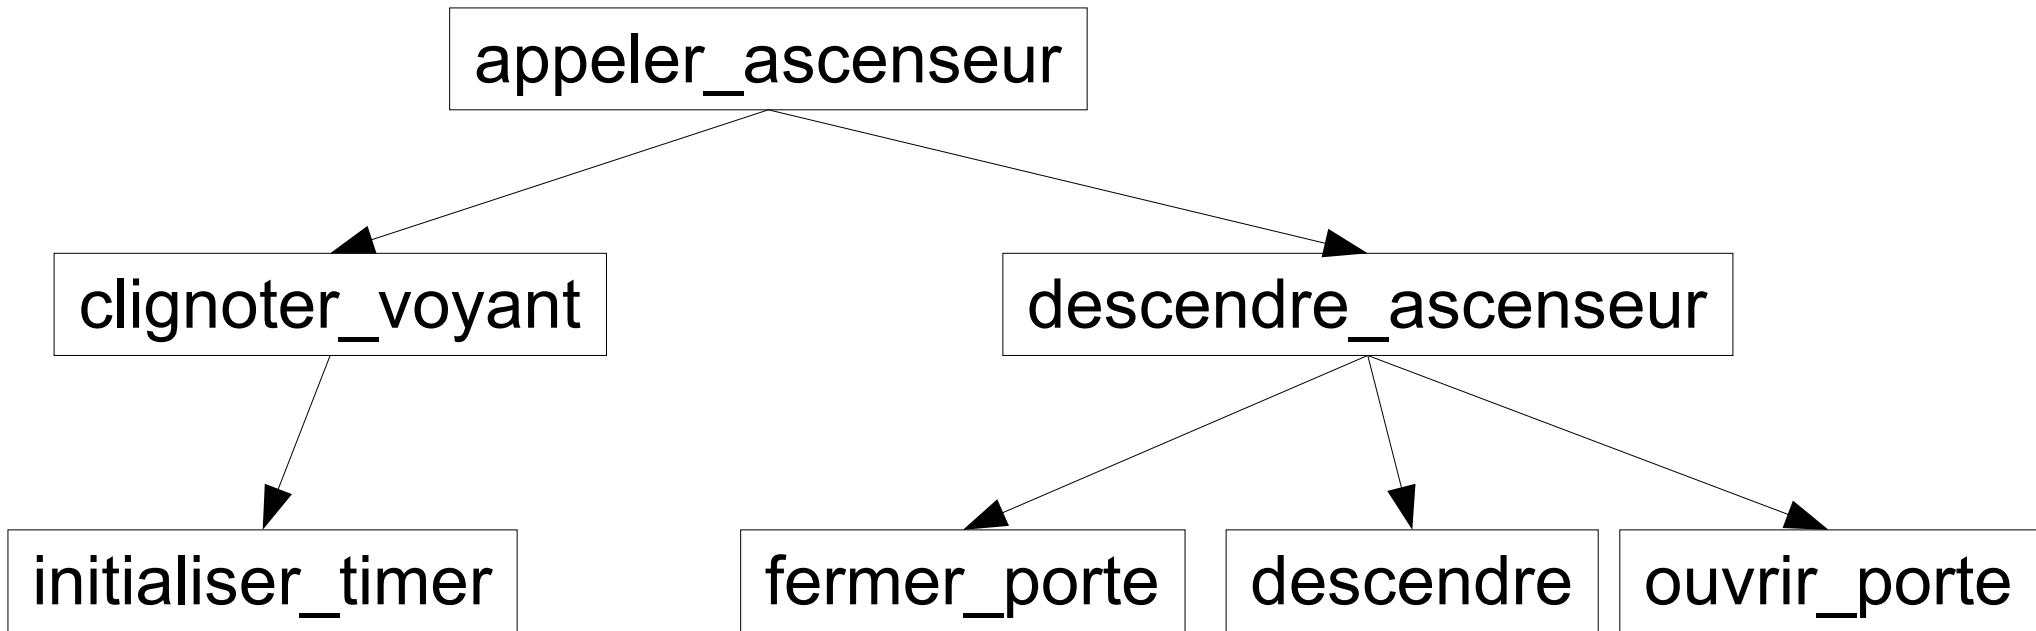 appeler_ascenseur
clignoter_voyant
descendre_ascenseur
initialiser_timer
fermer_porte
descendre
ouvrir_porte